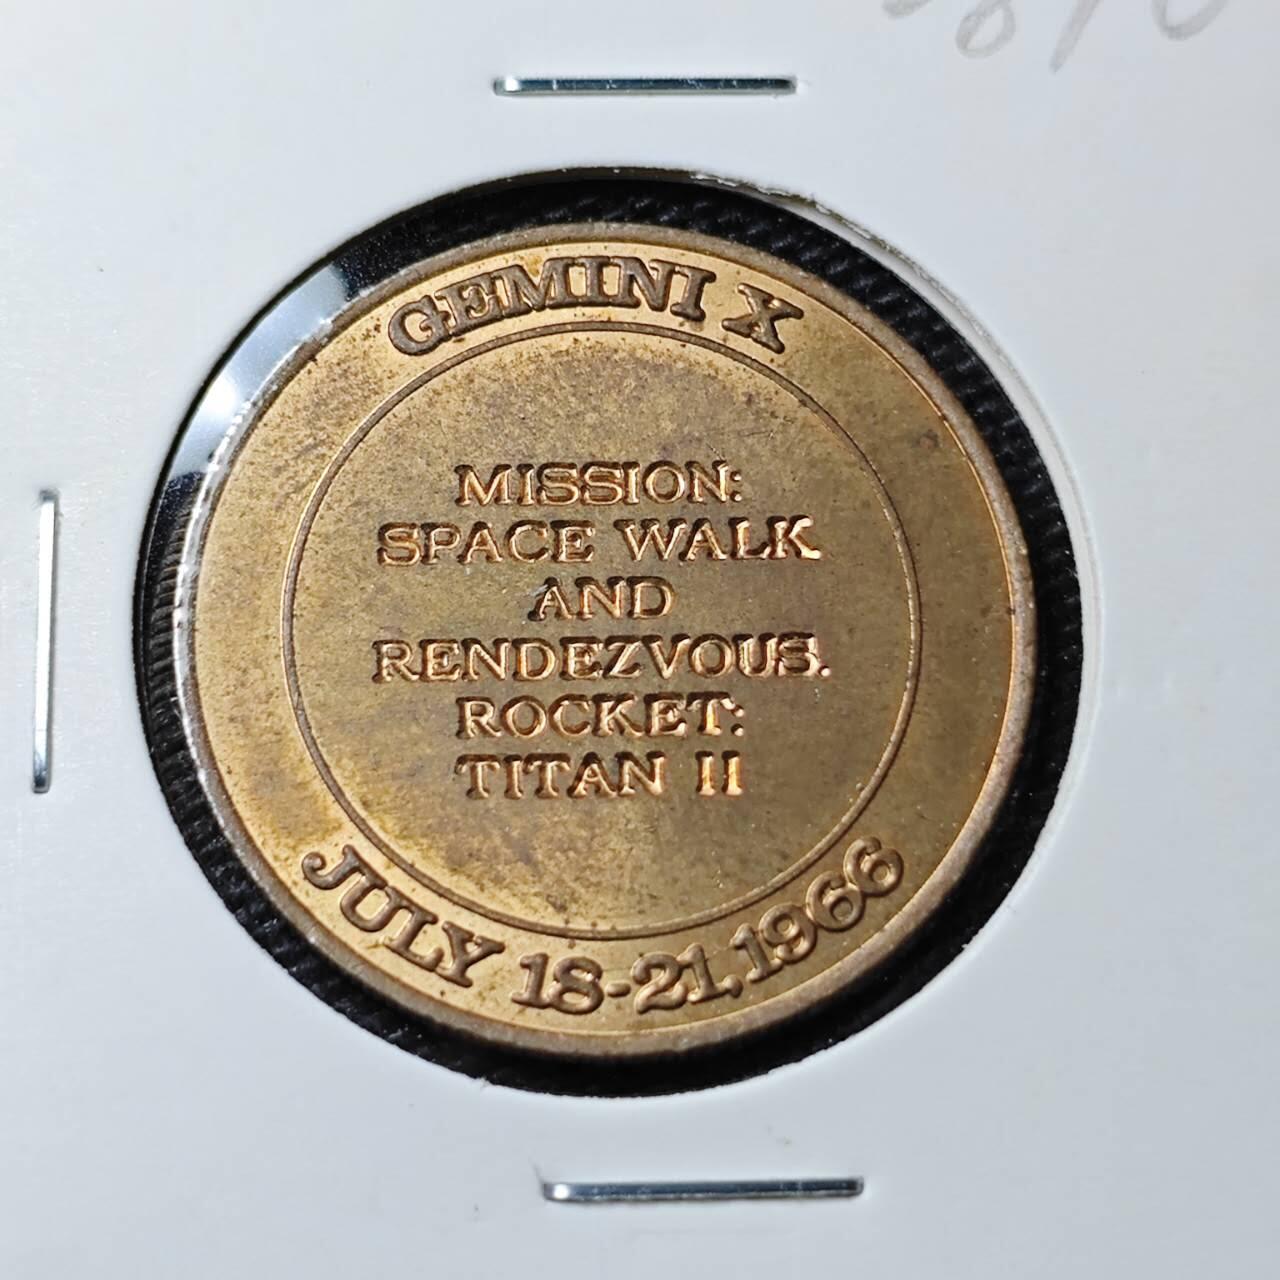 GEMINI X
MISSION:
SPACE WALK
AND
RENDEZVOUS.
ROCKET:
TITAN II
JULY 18-21, 1966